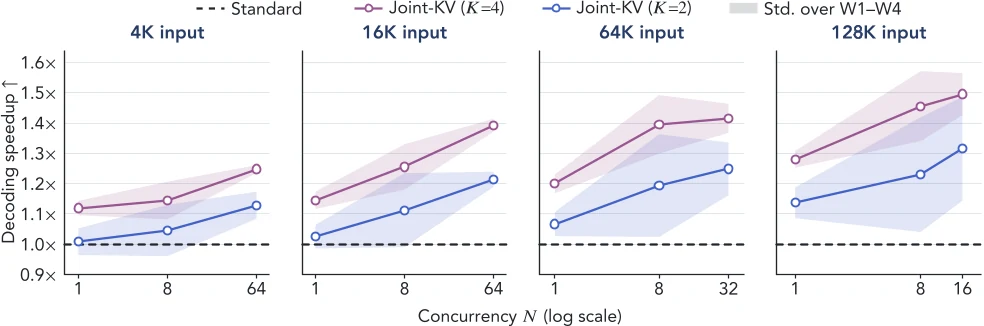 Standard
Joint-KV (K=4)
Joint-KV (K=2)
Std. over W1–W4
4K input
16K input
64K input
128K input
Decoding speedup ↑
1.6×
1.5×
1.4×
1.3×
1.2×
1.1×
1.0×
0.9×
1 8 64
1 8 64
1 8 32
1 8 16
Concurrency N (log scale)